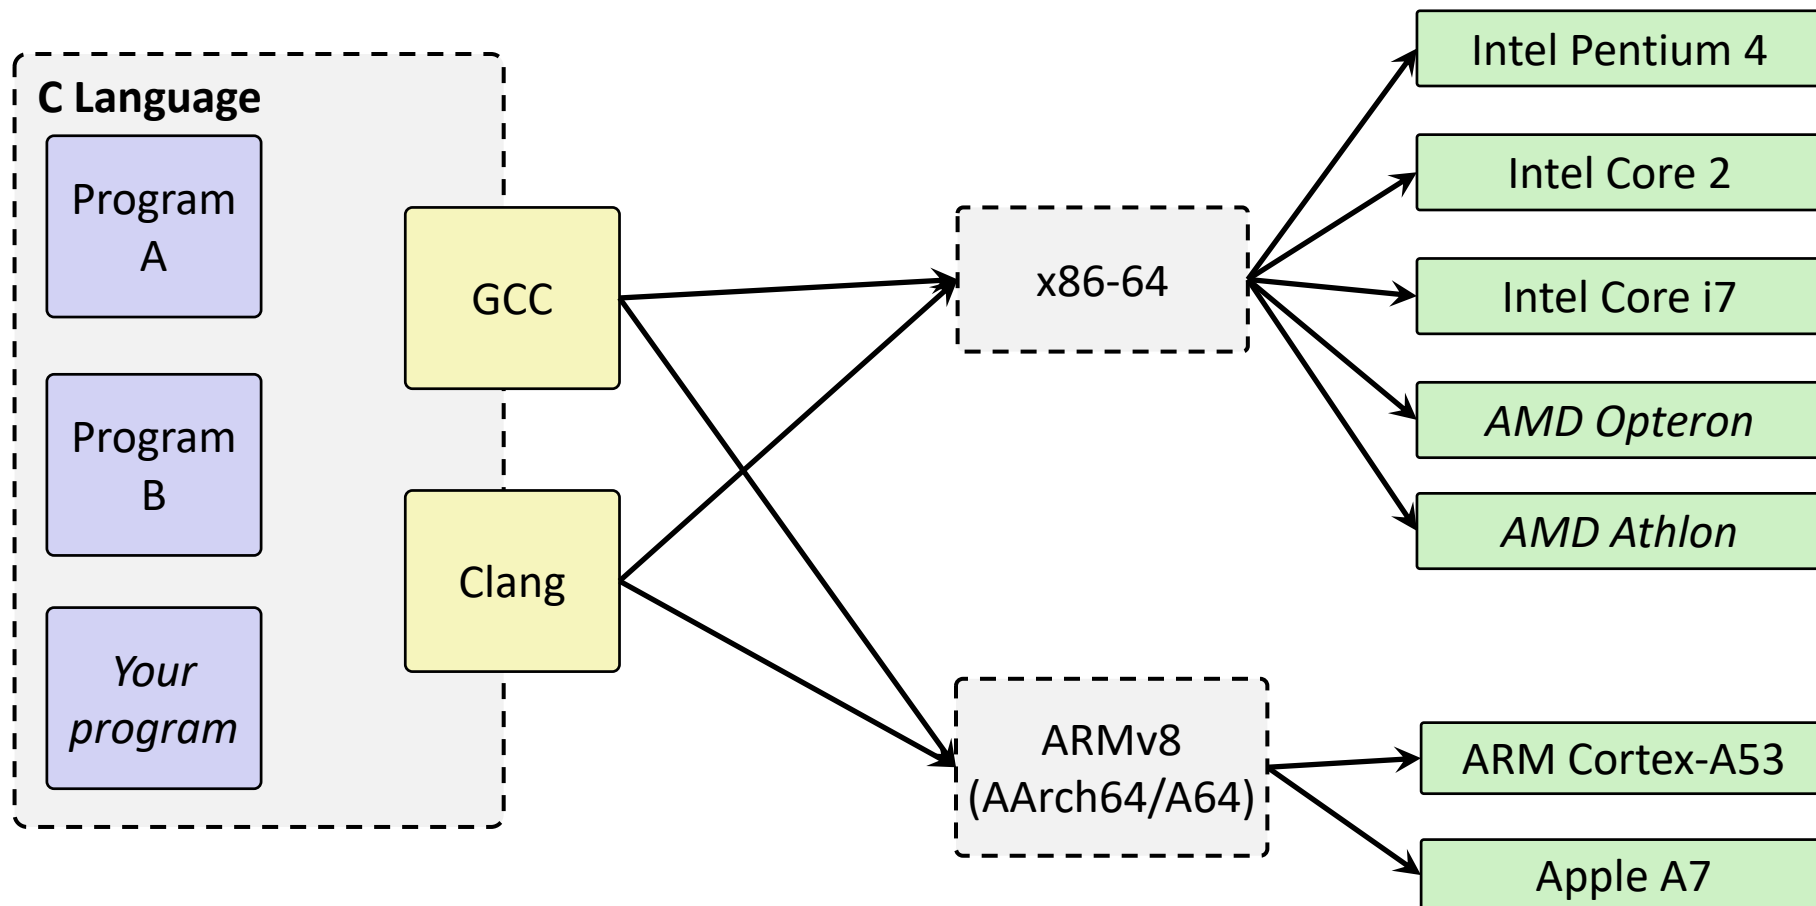 C Language
Program
A
Program
B
Your
program
GCC
Clang
x86-64
ARMv8
(AArch64/A64)
Intel Pentium 4
Intel Core 2
Intel Core i7
AMD Opteron
AMD Athlon
ARM Cortex-A53
Apple A7